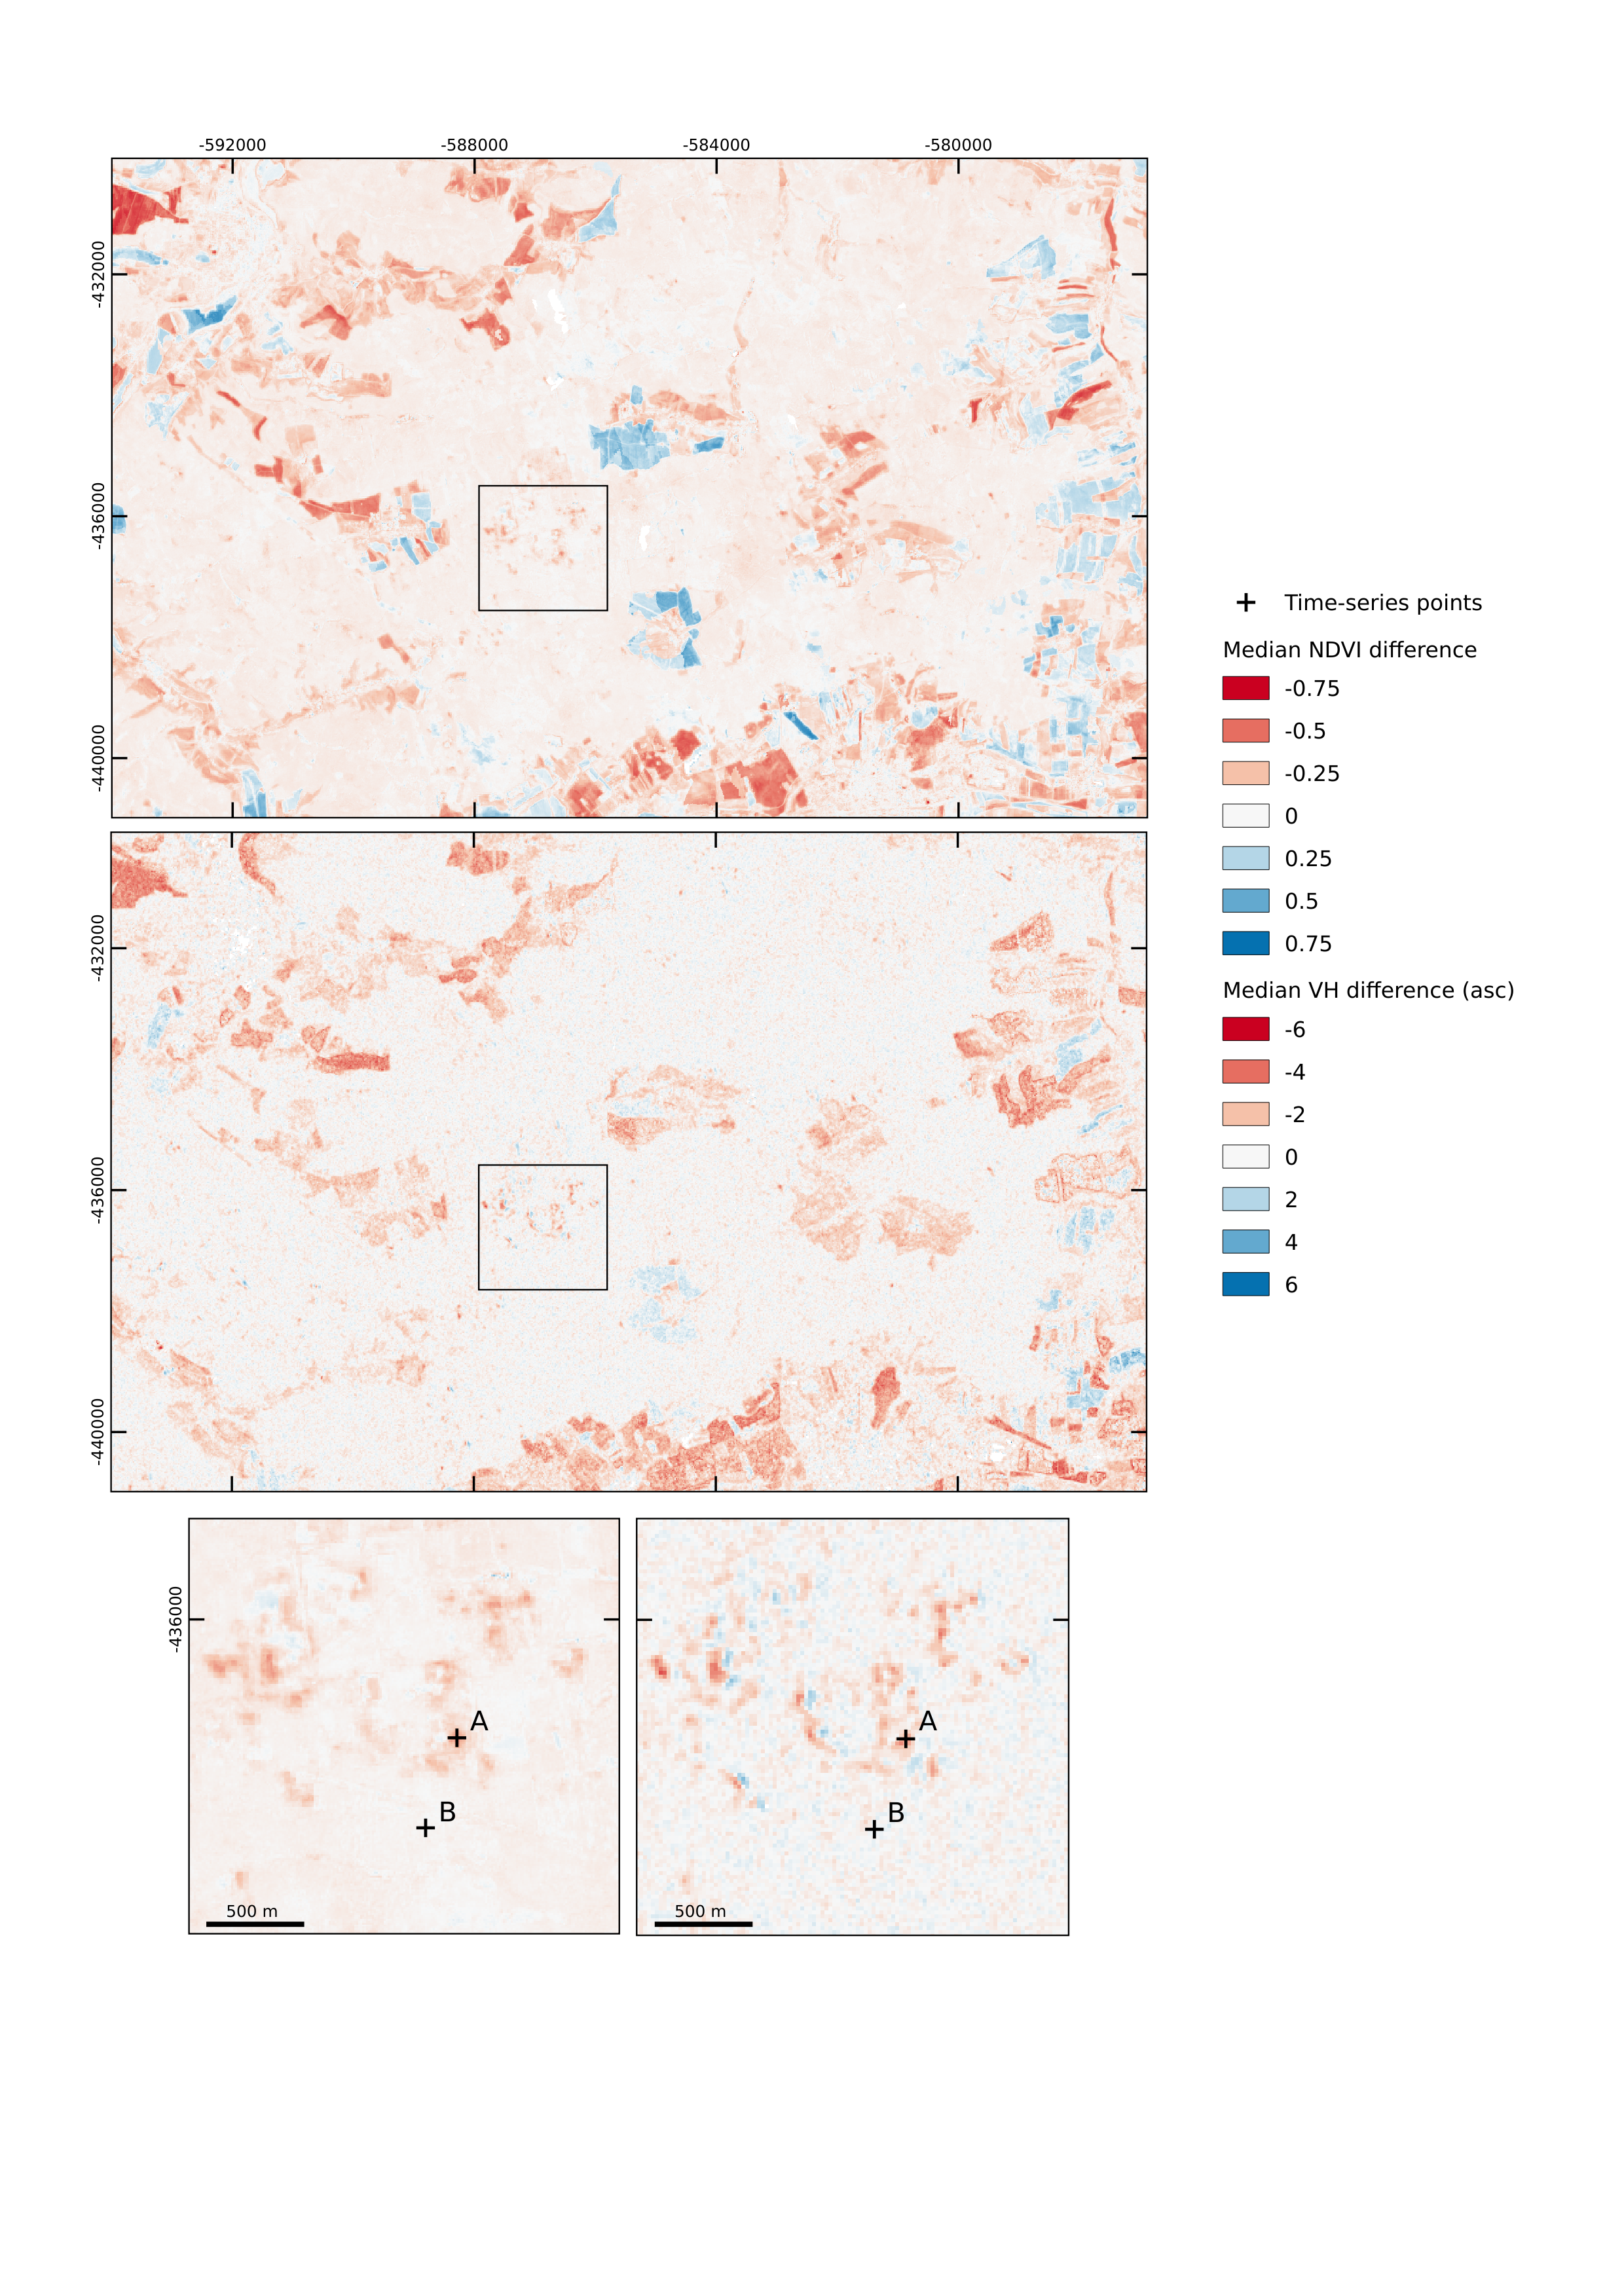 -592000 -588000 -584000 -580000
-432000
-436000
-440000
Time-series points
Median NDVI difference
-0.75
-0.5
-0.25
0
0.25
0.5
0.75
Median VH difference (asc)
-6
-4
-2
0
2
4
6
-432000
-436000
-440000
-436000
A
B
500 m
A
B
500 m